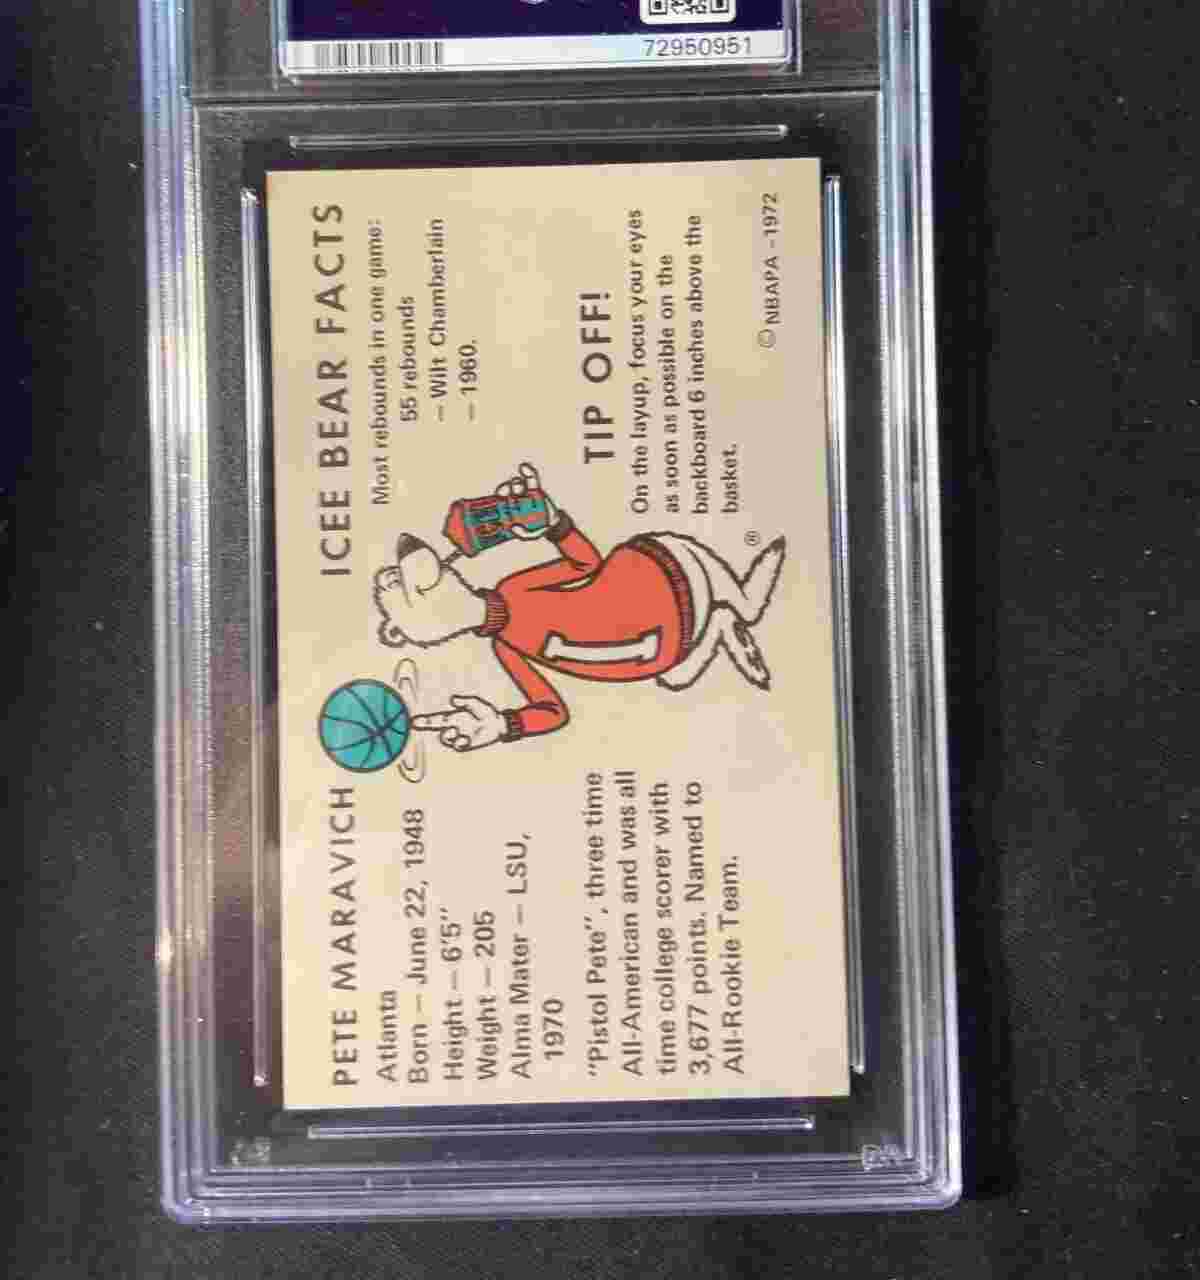 72950951
PETE MARAVICH
Atlanta
Born – June 22, 1948
Height – 6'5"
Weight – 205
Alma Mater – LSU,
1970
"Pistol Pete", three time
All-American and was all
time college scorer with
3,677 points. Named to
All-Rookie Team.
ICEE
1
®
ICEE BEAR FACTS
Most rebounds in one game:
55 rebounds
– Wilt Chamberlain
– 1960.
TIP OFF!
On the layup, focus your eyes
as soon as possible on the
backboard 6 inches above the
basket.
© NBAPA – 1972